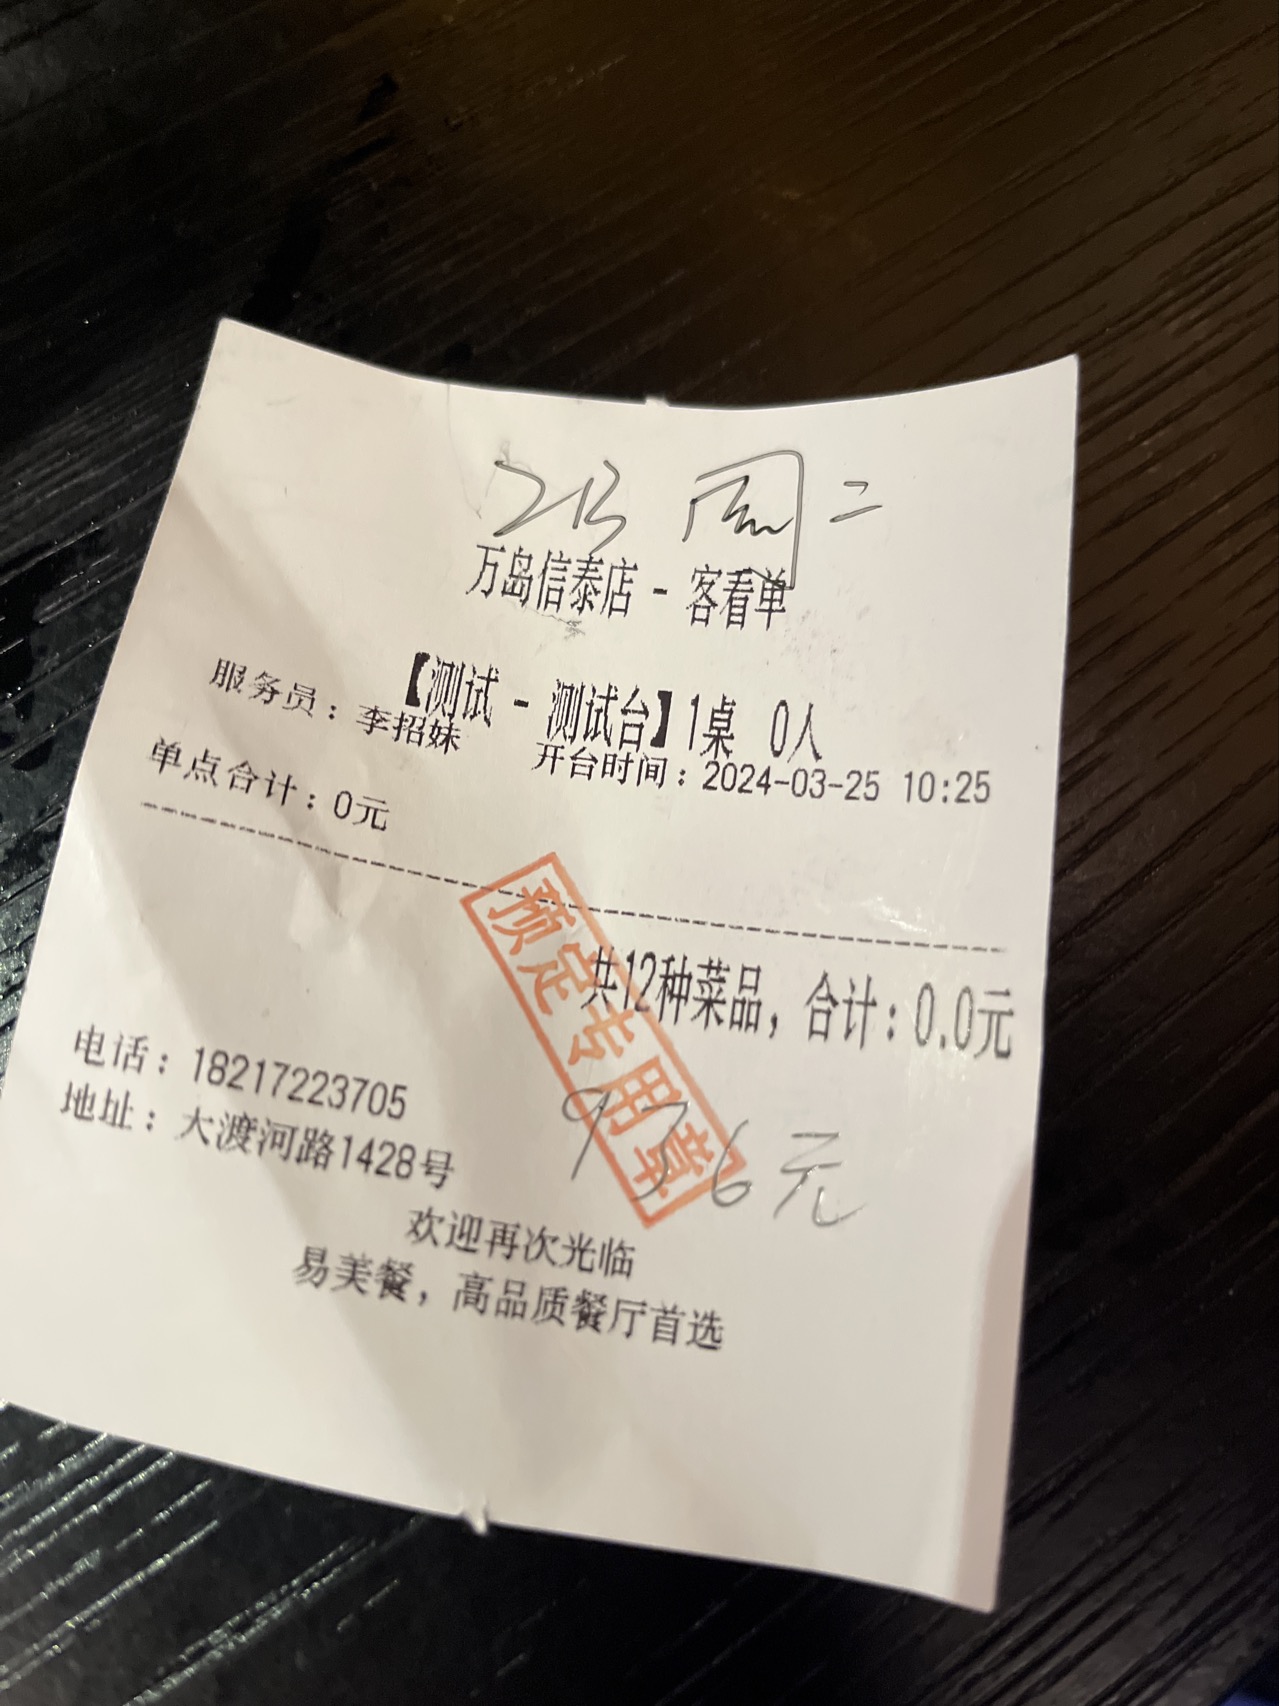 周二
万岛信泰店 - 客看单
【测试 - 测试台】1桌 0人
服务员：李招妹 开台时间：2024-03-25 10:25
单点合计：0元
共12种菜品，合计：0.0元
预定专用章
936元
电话：18217223705
地址：大渡河路1428号
欢迎再次光临
易美餐，高品质餐厅首选